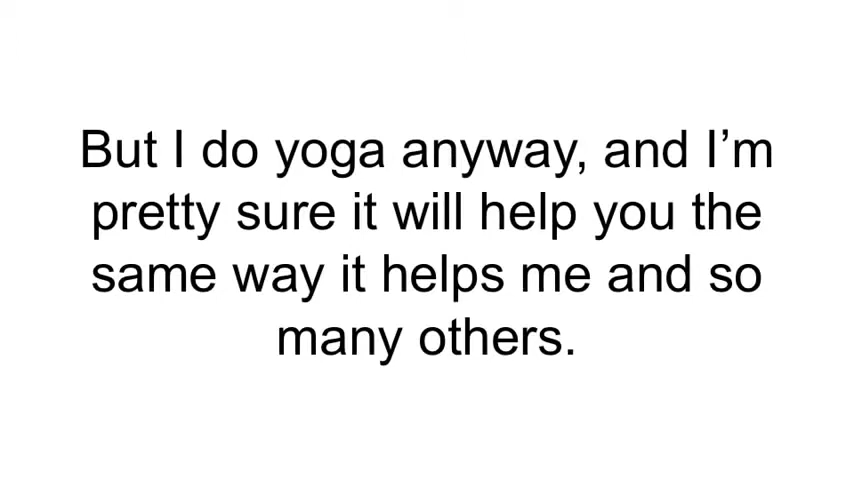 But I do yoga anyway, and I’m
pretty sure it will help you the
same way it helps me and so
many others.